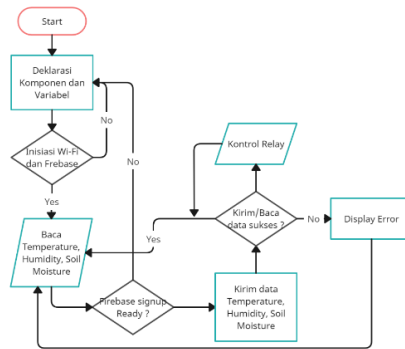 Start
Deklarasi
Komponen dan
Variabel
No
Inisiasi Wi-Fi
dan Frebase
No
Yes
Kontrol Relay
Baca
Temperature,
Humidity, Soil
Moisture
Yes
Kirim/Baca
data sukses ?
No
Display Error
Firebase signup
Ready ?
Kirim data
Temperature,
Humidity, Soil
Moisture